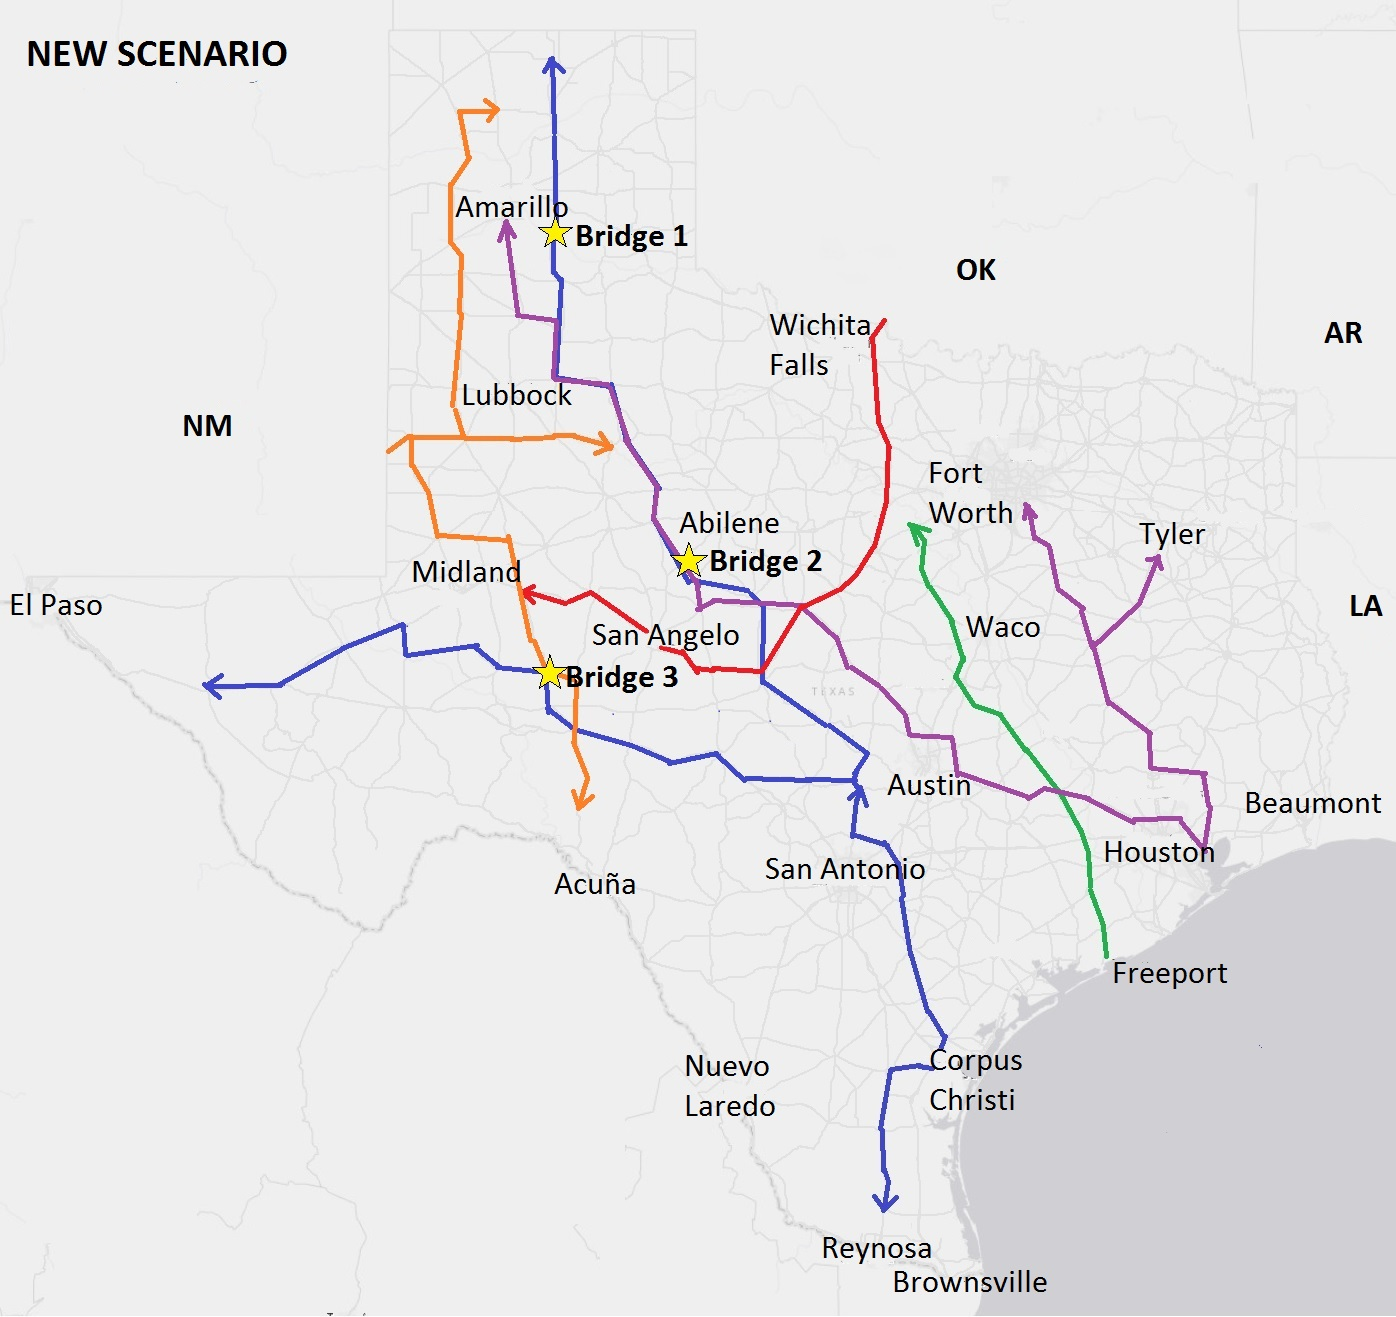 NEW SCENARIO
Amarillo
Bridge 1
OK
Wichita
Falls
AR
Lubbock
NM
Fort
Worth
Abilene
Tyler
Bridge 2
Midland
El Paso
LA
San Angelo
Waco
Bridge 3
TEXAS
Austin
Beaumont
Houston
San Antonio
Acuña
Freeport
Corpus
Christi
Nuevo
Laredo
Reynosa
Brownsville